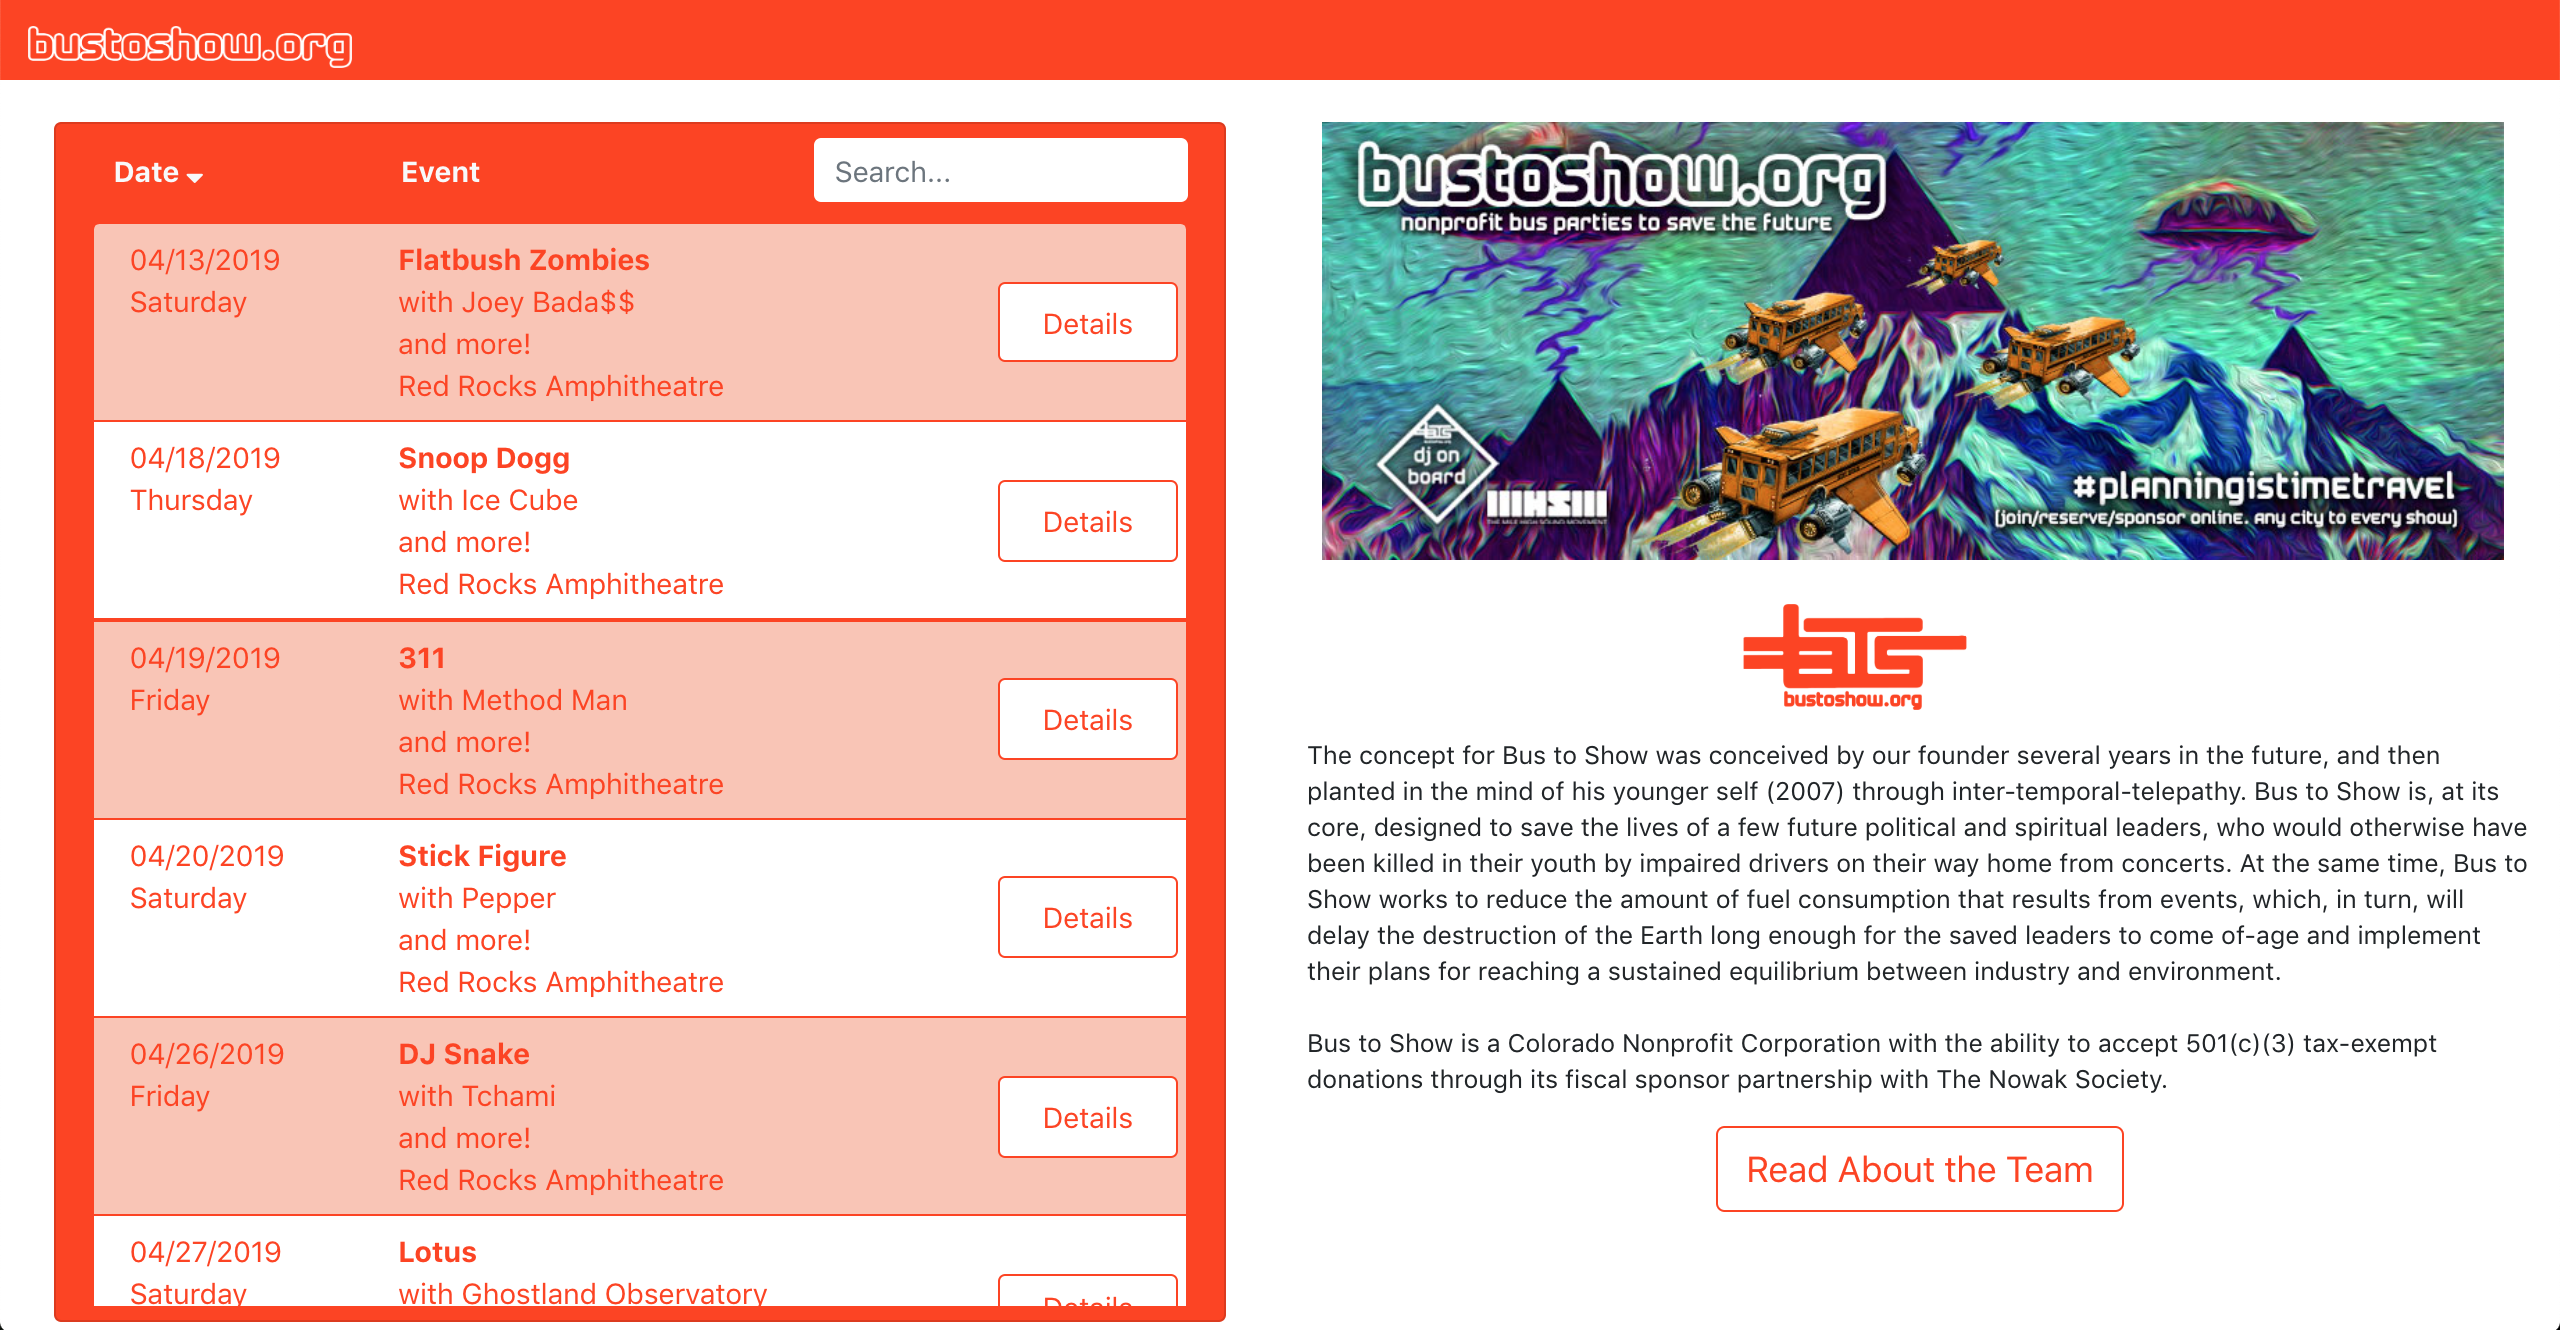 bustoshow.org
Date
Event
Search...
04/13/2019
Saturday
Flatbush Zombies
with Joey Bada$$
and more!
Red Rocks Amphitheatre
Details
04/18/2019
Thursday
Snoop Dogg
with Ice Cube
and more!
Red Rocks Amphitheatre
Details
04/19/2019
Friday
311
with Method Man
and more!
Red Rocks Amphitheatre
Details
04/20/2019
Saturday
Stick Figure
with Pepper
and more!
Red Rocks Amphitheatre
Details
04/26/2019
Friday
DJ Snake
with Tchami
and more!
Red Rocks Amphitheatre
Details
04/27/2019
Saturday
Lotus
with Ghostland Observatory
Details
bustoshow.org
nonprofit bus parties to save the future
bts
dj on
board
MHSM
THE MILE HIGH SOUND MOVEMENT
#planningistimetravel
(join/reserve/sponsor online. any city to every show)
bTS
bustoshow.org
The concept for Bus to Show was conceived by our founder several years in the future, and then
planted in the mind of his younger self (2007) through inter-temporal-telepathy. Bus to Show is, at its
core, designed to save the lives of a few future political and spiritual leaders, who would otherwise have
been killed in their youth by impaired drivers on their way home from concerts. At the same time, Bus to
Show works to reduce the amount of fuel consumption that results from events, which, in turn, will
delay the destruction of the Earth long enough for the saved leaders to come of-age and implement
their plans for reaching a sustained equilibrium between industry and environment.
Bus to Show is a Colorado Nonprofit Corporation with the ability to accept 501(c)(3) tax-exempt
donations through its fiscal sponsor partnership with The Nowak Society.
Read About the Team